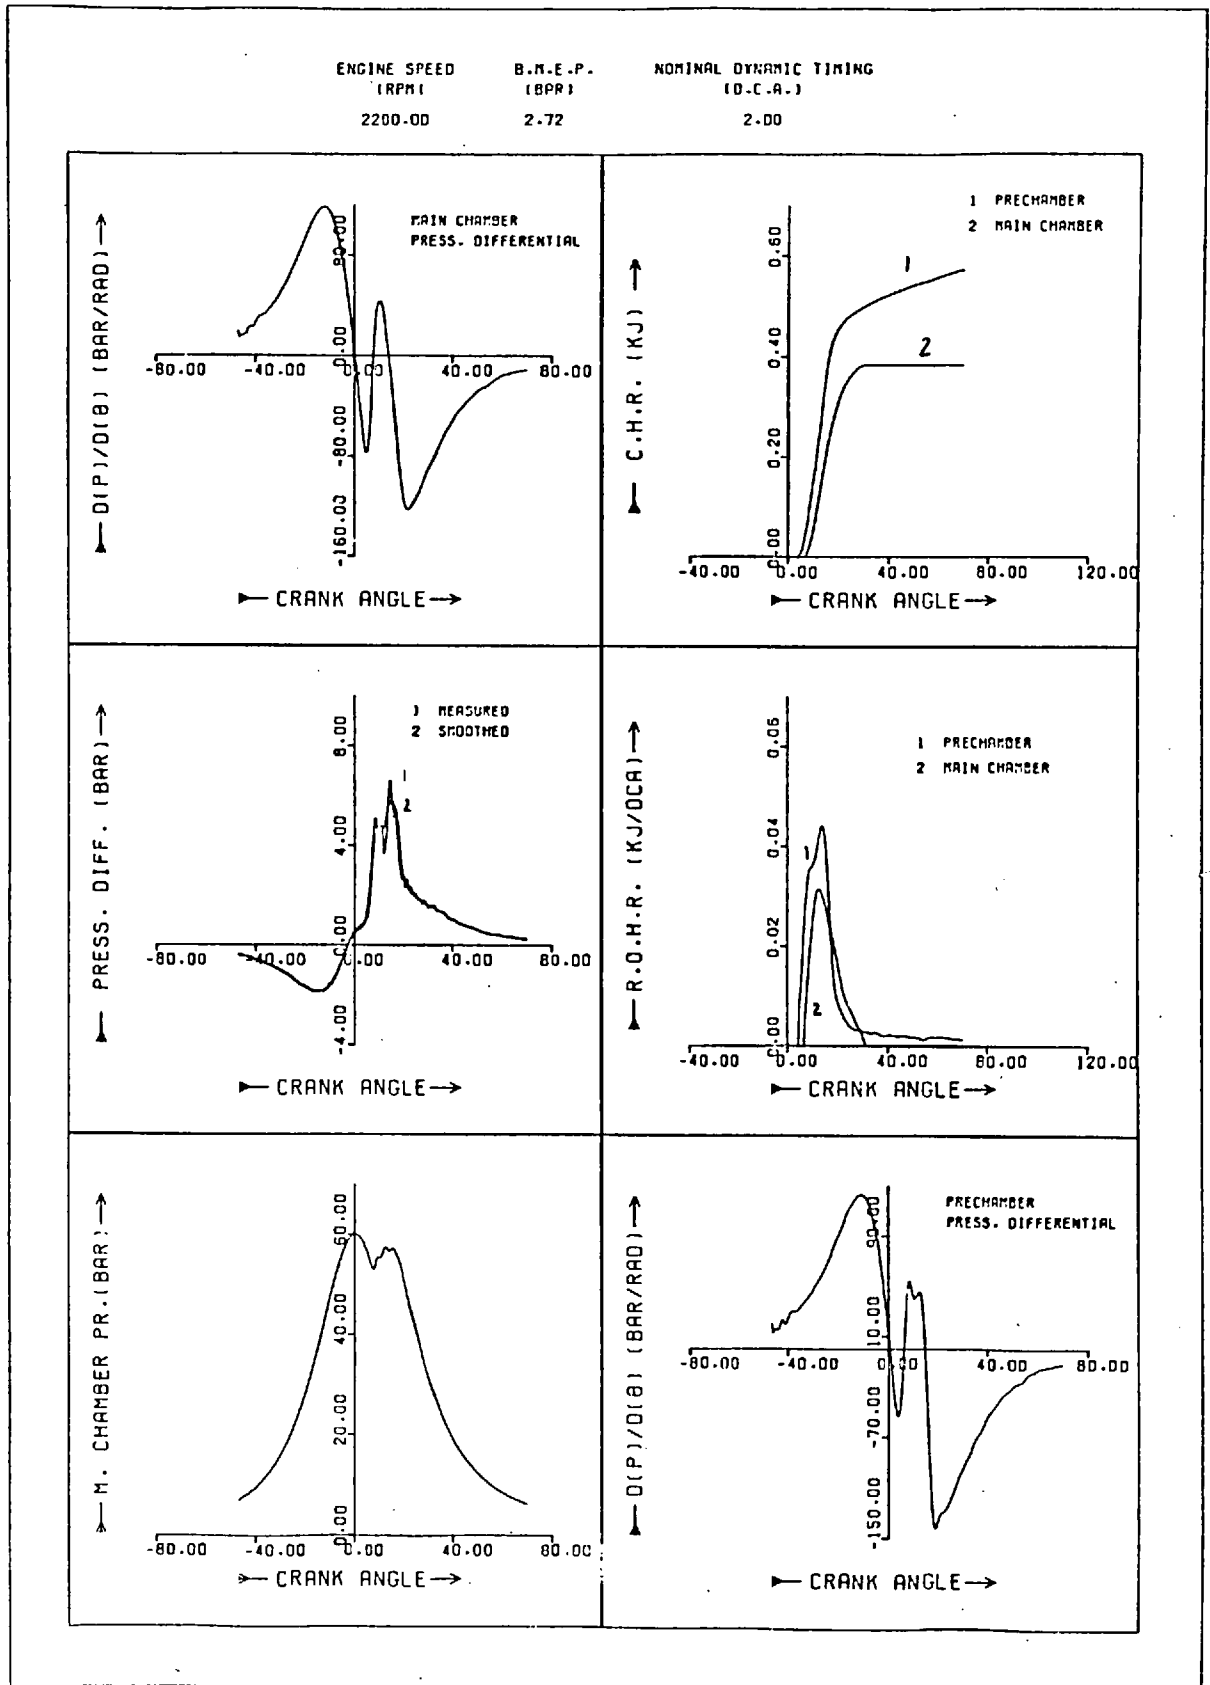 ENGINE SPEED B.M.E.P. NOMINAL DYNAMIC TIMING
(RPM) (BPR) (D.C.A.)
2200.00 2.72 2.00
MAIN CHAMBER
PRESS. DIFFERENTIAL
D(P)/D(θ) (BAR/RAD)
80.00
0.00
-80.00
-160.00
-80.00 -40.00 0.00 40.00 80.00
CRANK ANGLE
1 PRECHAMBER
2 MAIN CHAMBER
C.H.R. (KJ)
0.60
0.40
0.20
0.00
1
2
-40.00 0.00 40.00 80.00 120.00
CRANK ANGLE
1 MEASURED
2 SMOOTHED
PRESS. DIFF. (BAR)
8.00
4.00
0.00
-4.00
1
2
-80.00 -40.00 0.00 40.00 80.00
CRANK ANGLE
1 PRECHAMBER
2 MAIN CHAMBER
R.O.H.R. (KJ/DCA)
0.06
0.04
0.02
0.00
1
2
-40.00 0.00 40.00 80.00 120.00
CRANK ANGLE
M. CHAMBER PR.(BAR)
60.00
40.00
20.00
0.00
-80.00 -40.00 0.00 40.00 80.00
CRANK ANGLE
PRECHAMBER
PRESS. DIFFERENTIAL
D(P)/D(θ) (BAR/RAD)
90.00
10.00
-70.00
-150.00
-80.00 -40.00 0.00 40.00 80.00
CRANK ANGLE